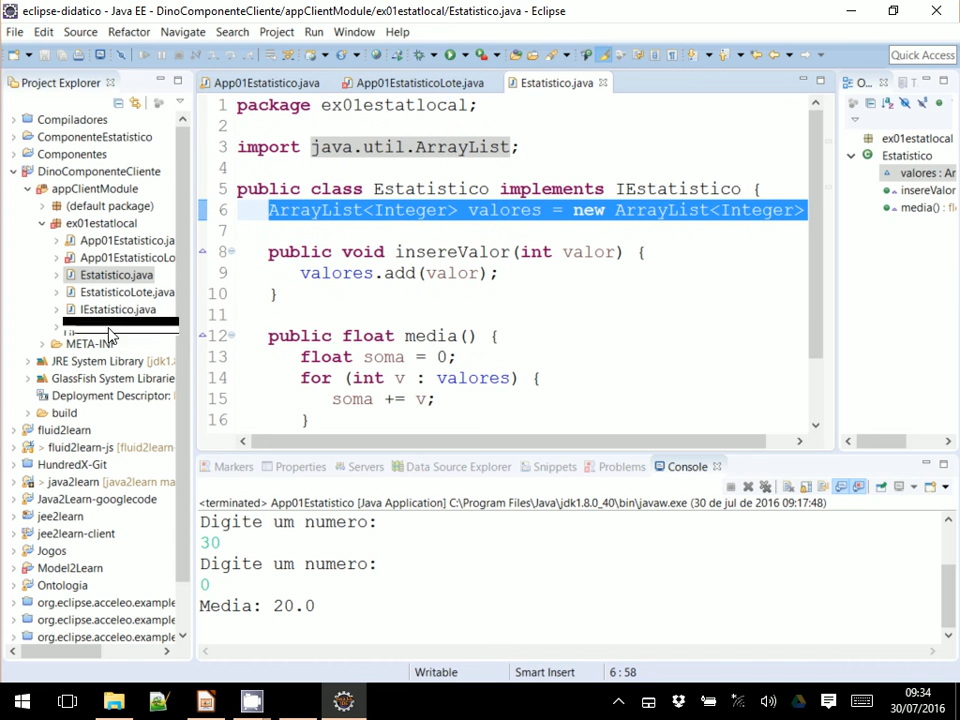 eclipse-didatico - Java EE - DinoComponenteCliente/appClientModule/ex01estatlocal/Estatistico.java - Eclipse
File Edit Source Refactor Navigate Search Project Run Window Help
Quick Access
Project Explorer
App01Estatistico.java
App01EstatisticoLote.java
Estatistico.java
O...
T
Compiladores
ComponenteEstatistico
Componentes
DinoComponenteCliente
appClientModule
(default package)
ex01estatlocal
App01Estatistico.ja
App01EstatisticoLo
Estatistico.java
EstatisticoLote.java
IEstatistico.java
META-IN
JRE System Library [jdk1.8
GlassFish System Librarie
Deployment Descriptor:
build
fluid2learn
> fluid2learn-js [fluid2learn
HundredX-Git
> java2learn [java2learn ma
Java2Learn-googlecode
jee2learn
jee2learn-client
Jogos
Model2Learn
Ontologia
org.eclipse.acceleo.example
org.eclipse.acceleo.example
org.eclipse.acceleo.example
1 package ex01estatlocal;
2
3 import java.util.ArrayList;
4
5 public class Estatistico implements IEstatistico {
6 ArrayList<Integer> valores = new ArrayList<Integer>
7
8 public void insereValor(int valor) {
9 valores.add(valor);
10 }
11
12 public float media() {
13 float soma = 0;
14 for (int v : valores) {
15 soma += v;
16 }
ex01estatlocal
Estatistico
valores : Ar
insereValor
media() : fl
Markers Properties Servers Data Source Explorer Snippets Problems Console
<terminated> App01Estatistico [Java Application] C:\Program Files\Java\jdk1.8.0_40\bin\javaw.exe (30 de jul de 2016 09:17:48)
Digite um numero:
30
Digite um numero:
0
Media: 20.0
Writable Smart Insert 6 : 58
09:34
30/07/2016